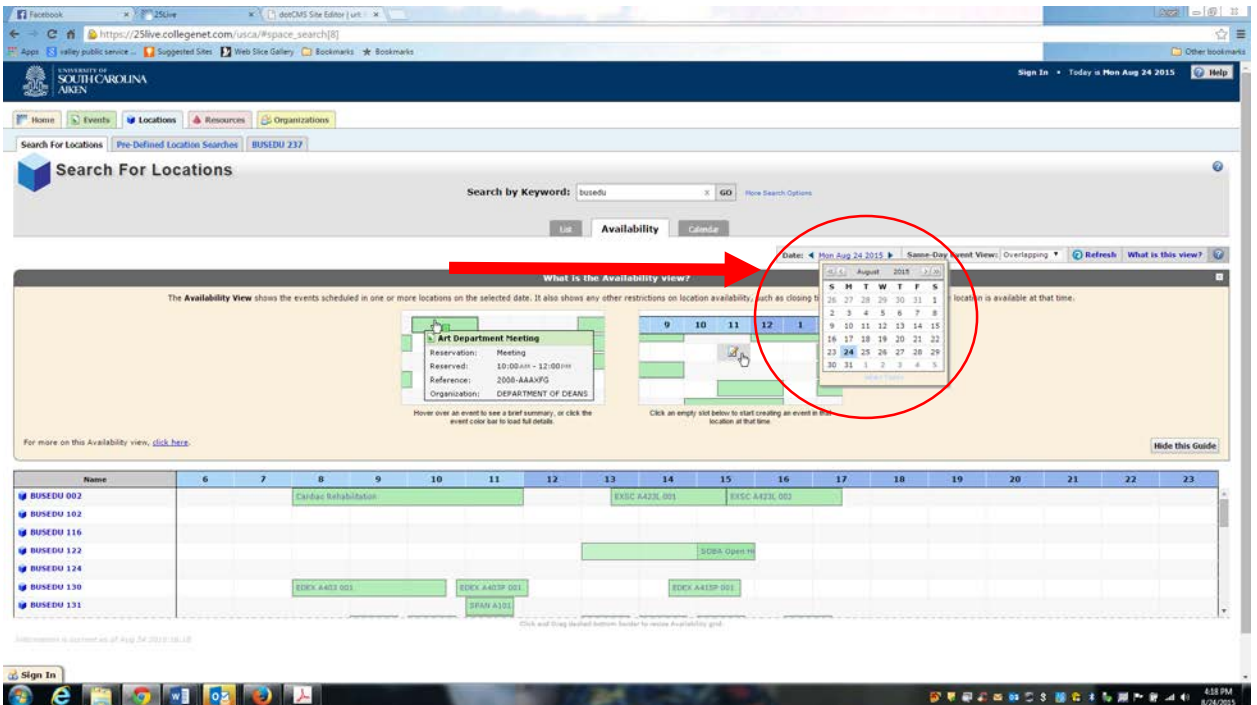 Facebook 25Live dotCMS Site Editor | urt:
https://25live.collegenet.com/usca/#space_search[8]
Apps valley public service ... Suggested Sites Web Slice Gallery Bookmarks Bookmarks Other bookmarks
UNIVERSITY OF
SOUTH CAROLINA
AIKEN
Sign In • Today is Mon Aug 24 2015 Help
Home Events Locations Resources Organizations
Search For Locations Pre-Defined Location Searches BUSEDU 237
Search For Locations
Search by Keyword: busedu x GO More Search Options
List Availability Calendar
Date: Mon Aug 24 2015 Same-Day Event View: Overlapping Refresh What is this view?
What is the Availability view?
The Availability View shows the events scheduled in one or more locations on the selected date. It also shows any other restrictions on location availability, such as closing location is available at that time.
August 2015
S M T W T F S
26 27 28 29 30 31 1
2 3 4 5 6 7 8
9 10 11 12 13 14 15
16 17 18 19 20 21 22
23 24 25 26 27 28 29
30 31 1 2 3 4 5
Art Department Meeting
Reservation: Meeting
Reserved: 10:00AM - 12:00PM
Reference: 2008-AAAXFG
Organization: DEPARTMENT OF DEANS
9 10 11 12 1
Hover over an event to see a brief summary, or click the
event color bar to load full details.
Click an empty slot below to start creating an event in that
location at that time.
For more on this Availability view, click here.
Hide this Guide
Name 6 7 8 9 10 11 12 13 14 15 16 17 18 19 20 21 22 23
BUSEDU 002 Cardiac Rehabilitation EXSC A423L 001 EXSC A423L 002
BUSEDU 102
BUSEDU 116
BUSEDU 122 SOBA Open H
BUSEDU 124
BUSEDU 130 EDEX A403 001 EDEX A403P 001 EDEX A415P 001
BUSEDU 131 SPAN A101
Click and Drag dashed bottom border to resize Availability grid.
Information is current as of Aug 24 2015
Sign In
4:18 PM
8/24/2015